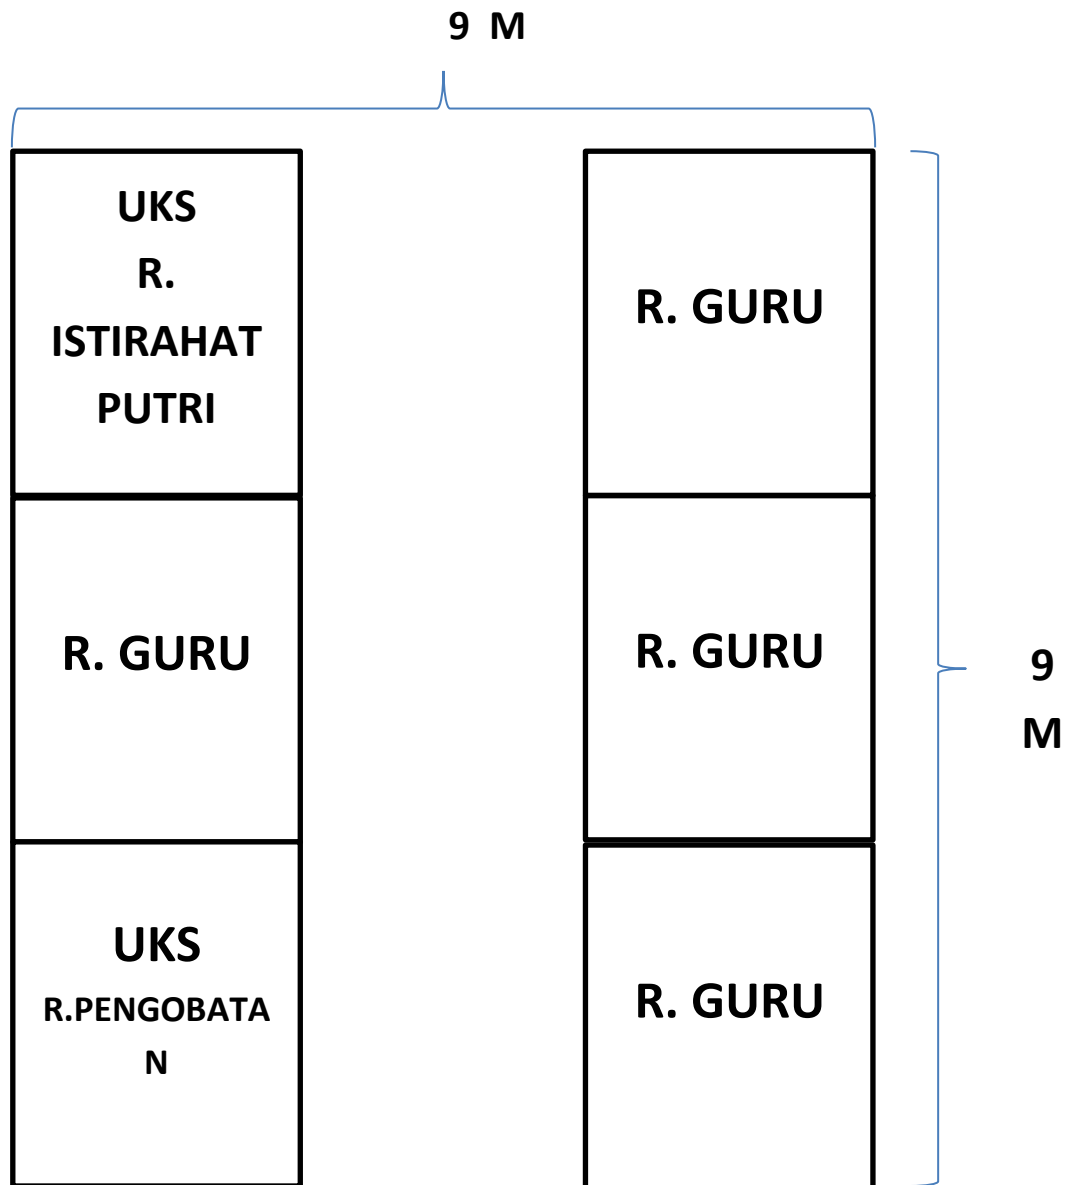 9 M
UKS
R.
ISTIRAHAT
PUTRI
R. GURU
R. GURU
R. GURU
9
M
UKS
R.PENGOBATA
N
R. GURU